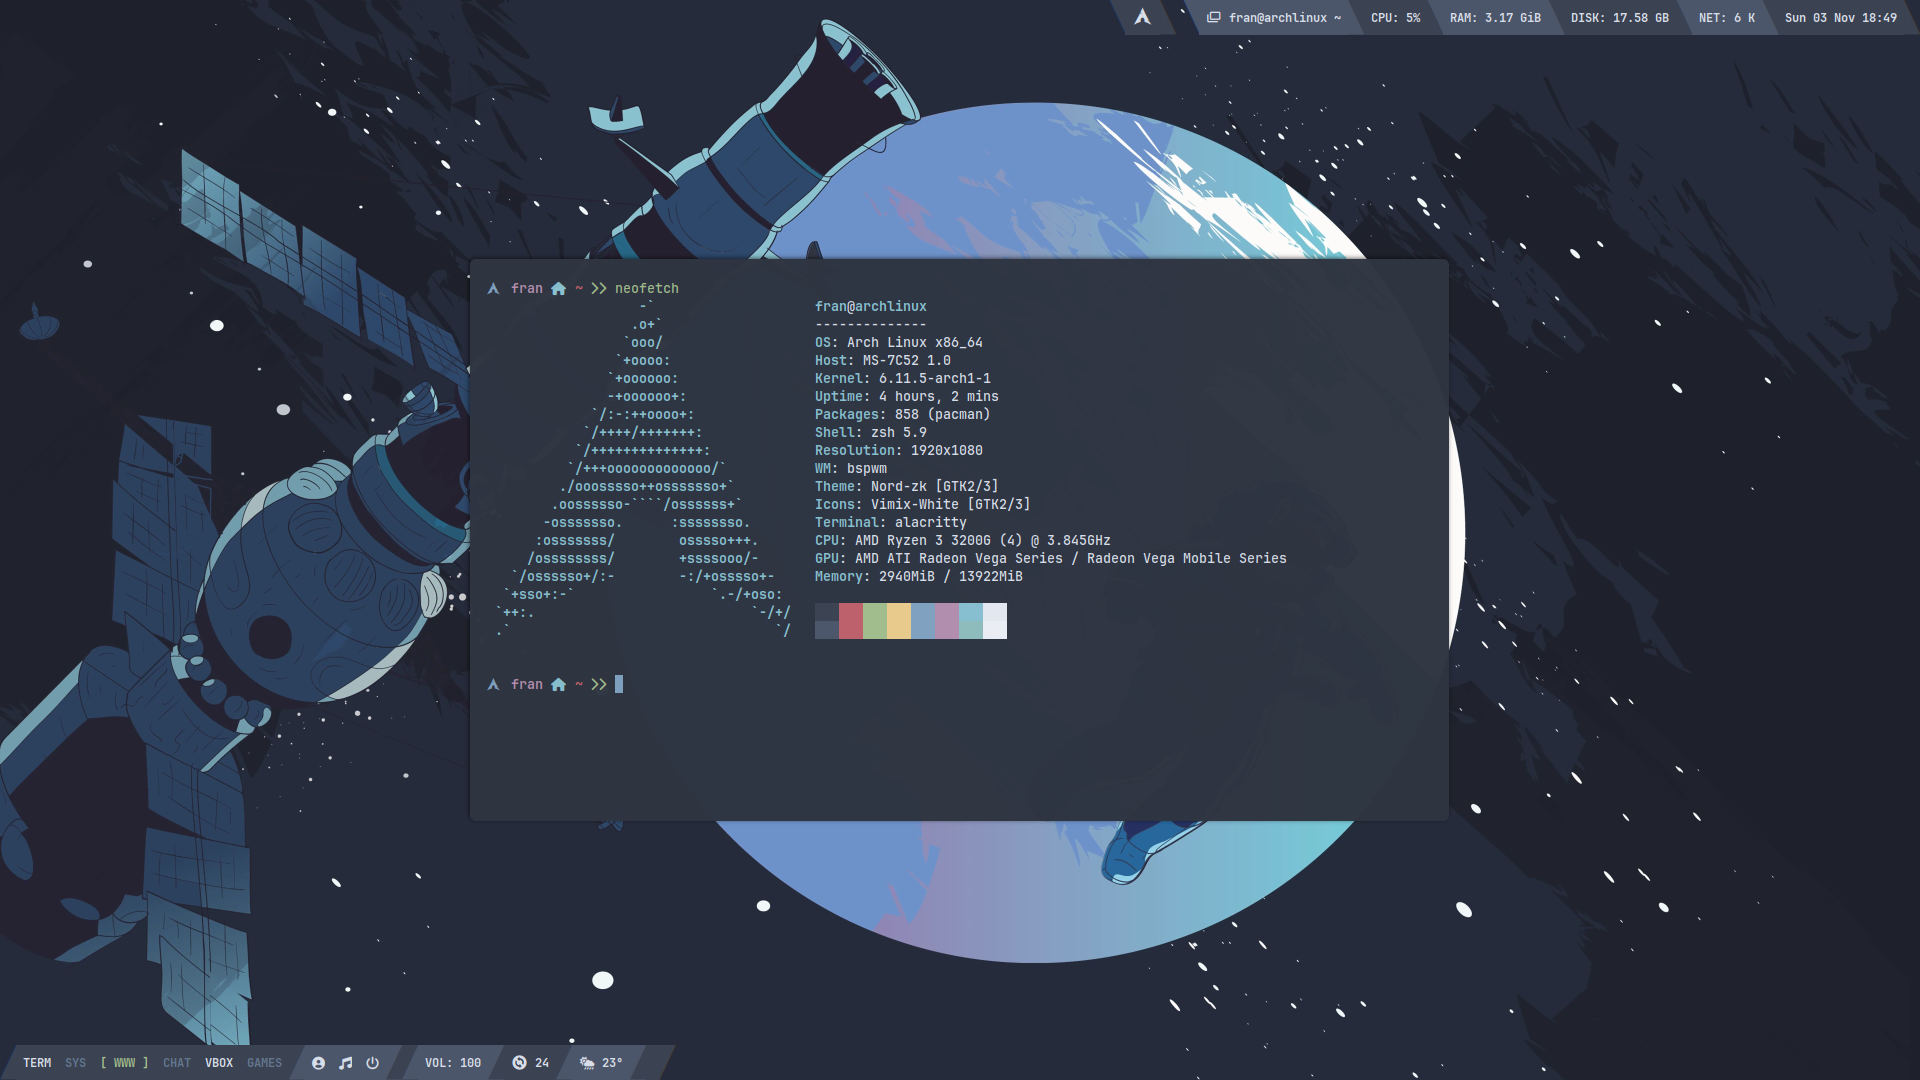 fran@archlinux ~ CPU: 5% RAM: 3.17 GiB DISK: 17.58 GB NET: 6 K Sun 03 Nov 18:49
fran ~ >> neofetch
-`
.o+`
`ooo/
`+oooo:
`+oooooo:
-+oooooo+:
`/:-:++oooo+:
`/++++/+++++++:
`/++++++++++++++:
`/+++ooooooooooooo/`
./ooosssso++osssssso+`
.oossssso-````/ossssss+`
-osssssso.      :ssssssso.
:osssssss/        osssso+++.
/ossssssss/        +ssssooo/-
`/ossssso+/:-        -:/+osssso+-
`+sso+:-`                 `.-/+oso:
`++:.                           `-/+/
.`                                 `/
fran@archlinux
--------------
OS: Arch Linux x86_64
Host: MS-7C52 1.0
Kernel: 6.11.5-arch1-1
Uptime: 4 hours, 2 mins
Packages: 858 (pacman)
Shell: zsh 5.9
Resolution: 1920x1080
WM: bspwm
Theme: Nord-zk [GTK2/3]
Icons: Vimix-White [GTK2/3]
Terminal: alacritty
CPU: AMD Ryzen 3 3200G (4) @ 3.845GHz
GPU: AMD ATI Radeon Vega Series / Radeon Vega Mobile Series
Memory: 2940MiB / 13922MiB
fran ~ >>
TERM SYS [ WWW ] CHAT VBOX GAMES VOL: 100 24 23°